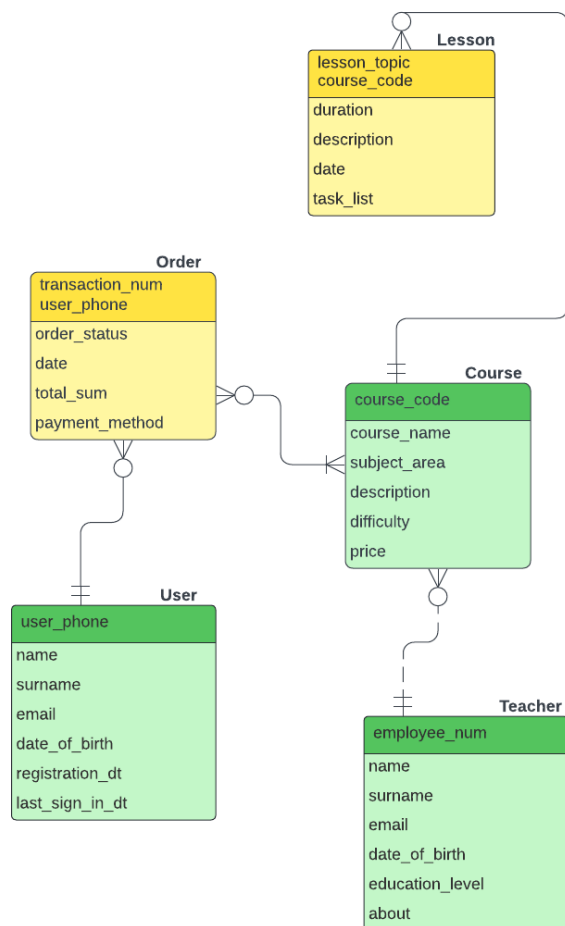 Lesson
lesson_topic
course_code
duration
description
date
task_list
Order
transaction_num
user_phone
order_status
date
total_sum
payment_method
Course
course_code
course_name
subject_area
description
difficulty
price
User
user_phone
name
surname
email
date_of_birth
registration_dt
last_sign_in_dt
Teacher
employee_num
name
surname
email
date_of_birth
education_level
about